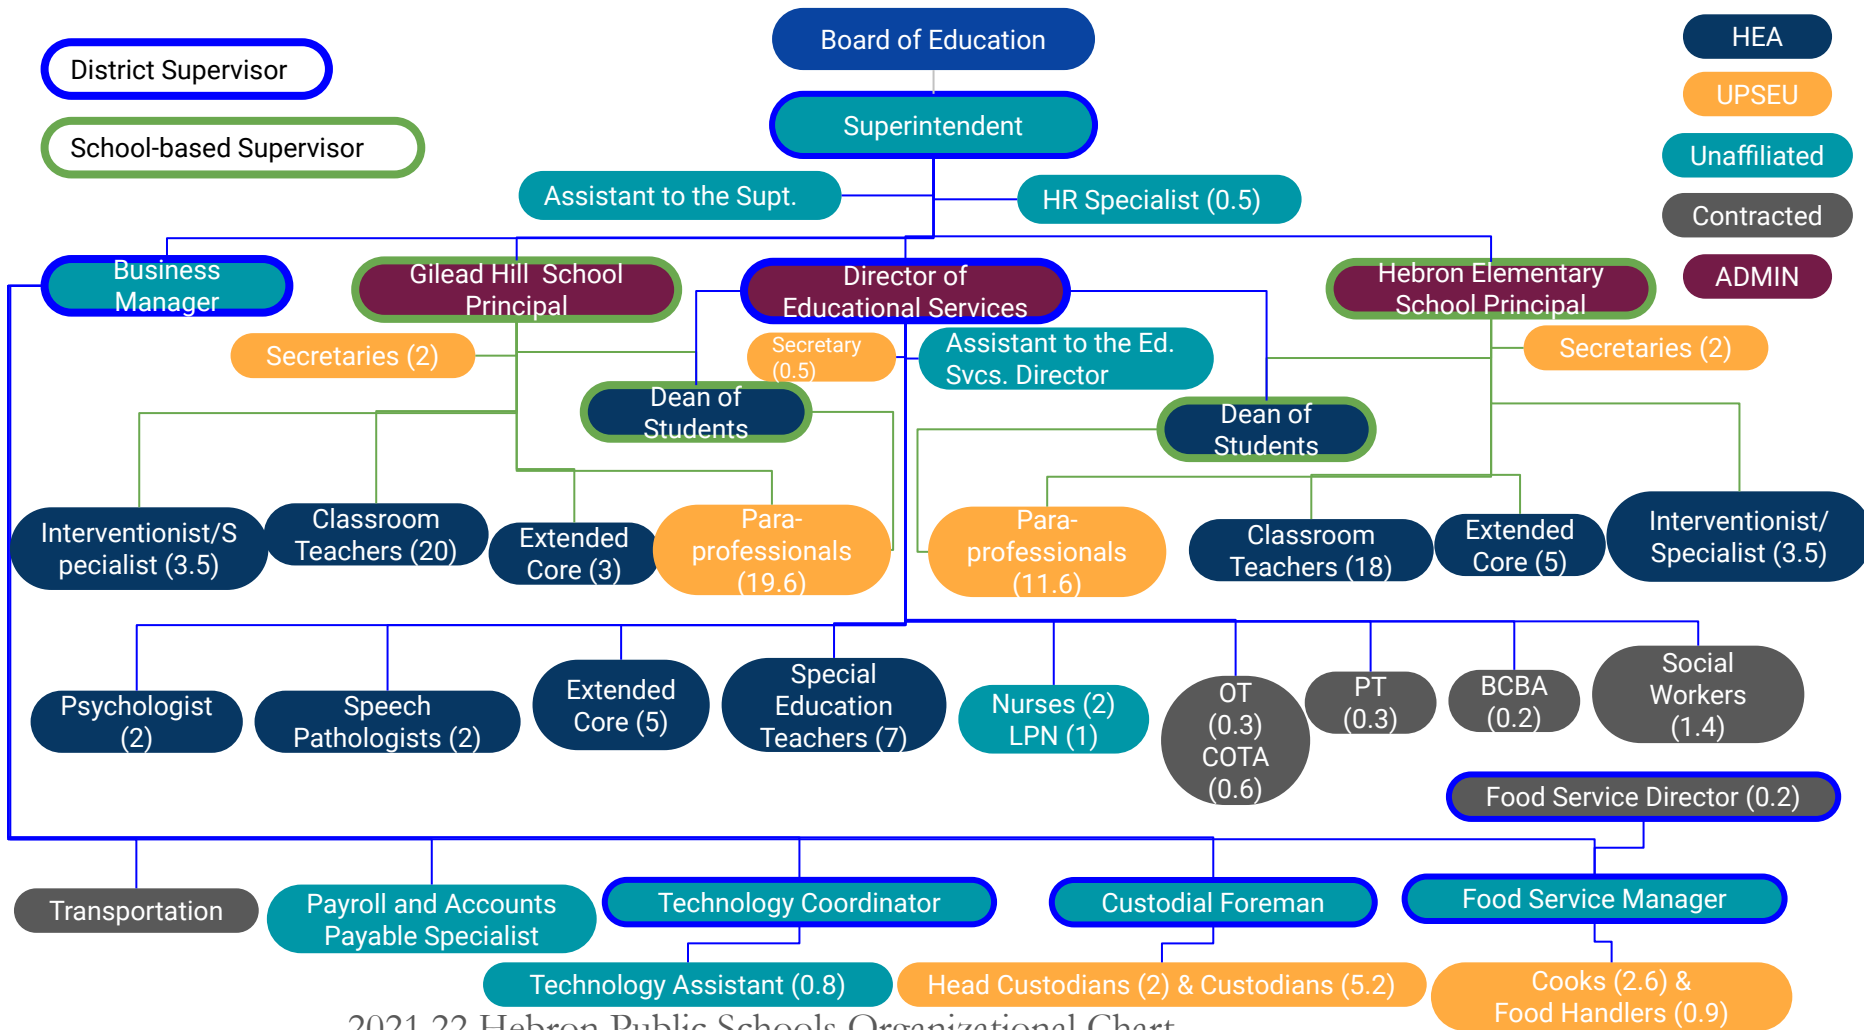 Board of Education
HEA
District Supervisor
UPSEU
Superintendent
School-based Supervisor
Unaffiliated
Assistant to the Supt.
HR Specialist (0.5)
Contracted
ADMIN
Business
Manager
Gilead Hill School
Principal
Director of
Educational Services
Hebron Elementary
School Principal
Secretaries (2)
Secretary
(0.5)
Assistant to the Ed.
Svcs. Director
Secretaries (2)
Dean of
Students
Dean of
Students
Interventionist/S
pecialist (3.5)
Classroom
Teachers (20)
Extended
Core (3)
Para-
professionals
(19.6)
Para-
professionals
(11.6)
Classroom
Teachers (18)
Extended
Core (5)
Interventionist/
Specialist (3.5)
Psychologist
(2)
Speech
Pathologists (2)
Extended
Core (5)
Special
Education
Teachers (7)
Nurses (2)
LPN (1)
OT
(0.3)
COTA
(0.6)
PT
(0.3)
BCBA
(0.2)
Social
Workers
(1.4)
Food Service Director (0.2)
Transportation
Payroll and Accounts
Payable Specialist
Technology Coordinator
Custodial Foreman
Food Service Manager
Technology Assistant (0.8)
Head Custodians (2) & Custodians (5.2)
Cooks (2.6) &
Food Handlers (0.9)
2021-22 Hebron Public Schools Organizational Chart